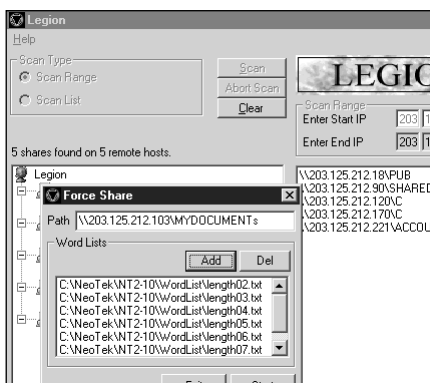 Legion
Help
Scan Type
Scan Range
Scan List
Scan
Abort Scan
Clear
Scan Range
Enter Start IP
203
Enter End IP
203
5 shares found on 5 remote hosts.
Legion
\\203.125.212.18\PUB
\\203.125.212.90\SHARED
\\203.125.212.120\C
\\203.125.212.170\C
\\203.125.212.221\ACCOU
Force Share
Path \\203.125.212.103\MYDOCUMENTs
Word Lists
Add Del
C:\NeoTek\NT2-10\WordList\length02.txt
C:\NeoTek\NT2-10\WordList\length03.txt
C:\NeoTek\NT2-10\WordList\length04.txt
C:\NeoTek\NT2-10\WordList\length05.txt
C:\NeoTek\NT2-10\WordList\length06.txt
C:\NeoTek\NT2-10\WordList\length07.txt